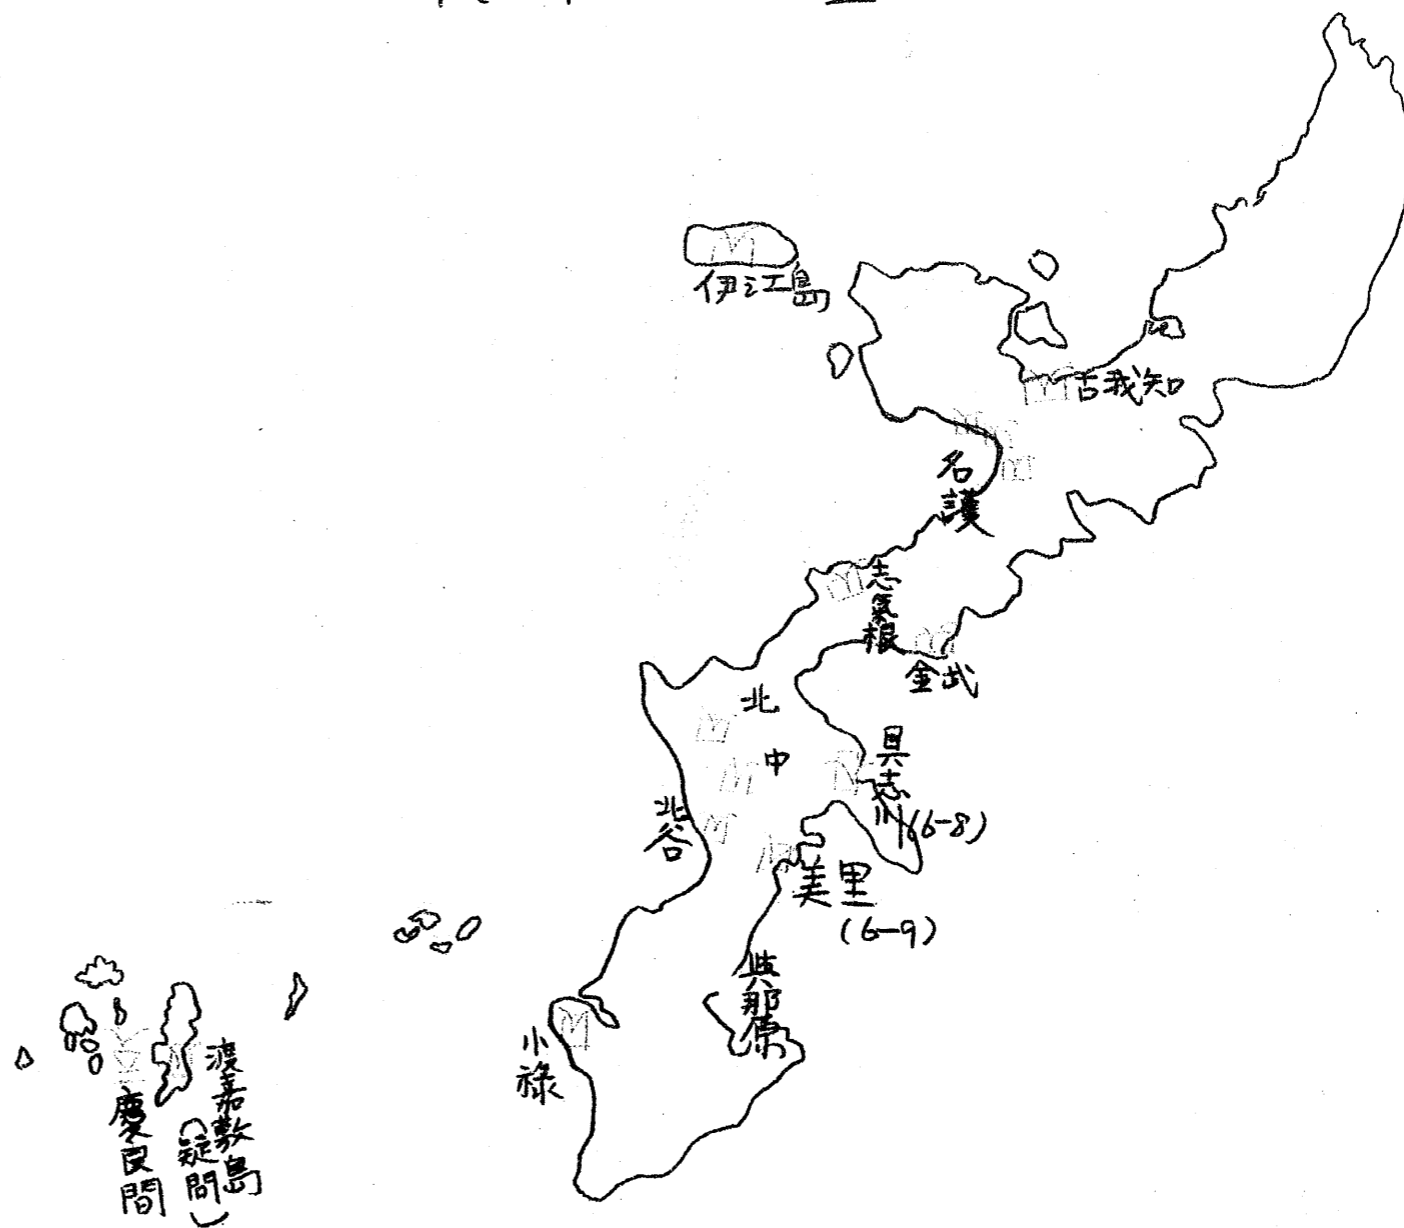 伊江島
古我知
名護
志氣根
金武
北
中
具志川(6-8)
北谷
美里
(6-9)
與那原
小祿
渡嘉敷島
(疑問)
慶良間